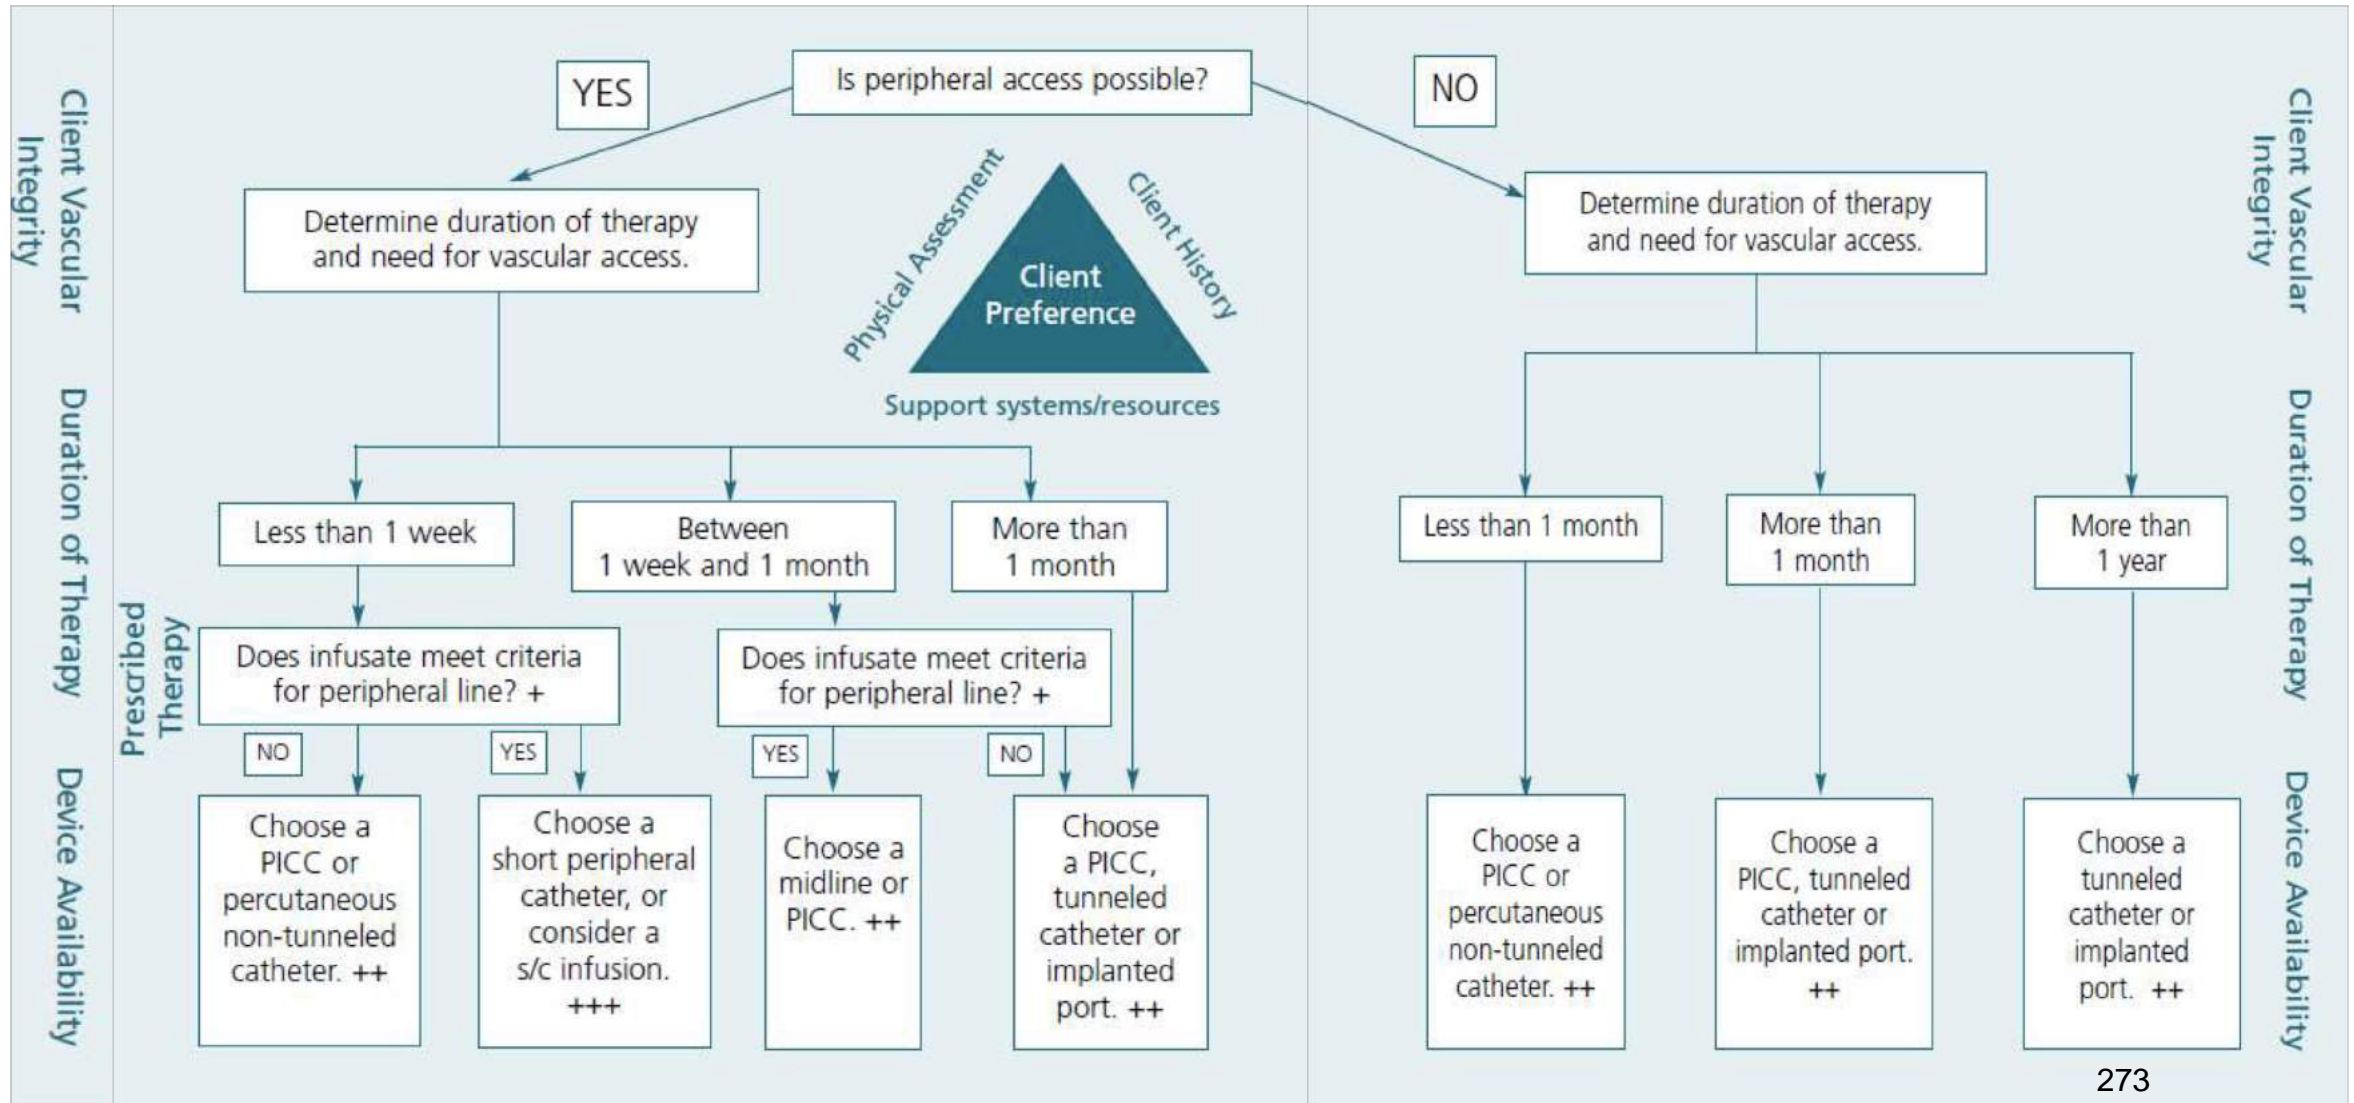 Is peripheral access possible?
YES
NO
Client Vascular
Integrity
Duration of Therapy
Device Availability
Prescribed
Therapy
Determine duration of therapy
and need for vascular access.
Physical Assessment
Client History
Client
Preference
Support systems/resources
Less than 1 week
Between
1 week and 1 month
More than
1 month
Does infusate meet criteria
for peripheral line? +
Does infusate meet criteria
for peripheral line? +
NO
YES
YES
NO
Choose a
PICC or
percutaneous
non-tunneled
catheter. ++
Choose a
short peripheral
catheter, or
consider a
s/c infusion.
+++
Choose a
midline or
PICC. ++
Choose
a PICC,
tunneled
catheter or
implanted
port. ++
Determine duration of therapy
and need for vascular access.
Less than 1 month
More than
1 month
More than
1 year
Choose a
PICC or
percutaneous
non-tunneled
catheter. ++
Choose a
PICC, tunneled
catheter or
implanted port.
++
Choose a
tunneled
catheter or
implanted
port. ++
Client Vascular
Integrity
Duration of Therapy
Device Availability
273